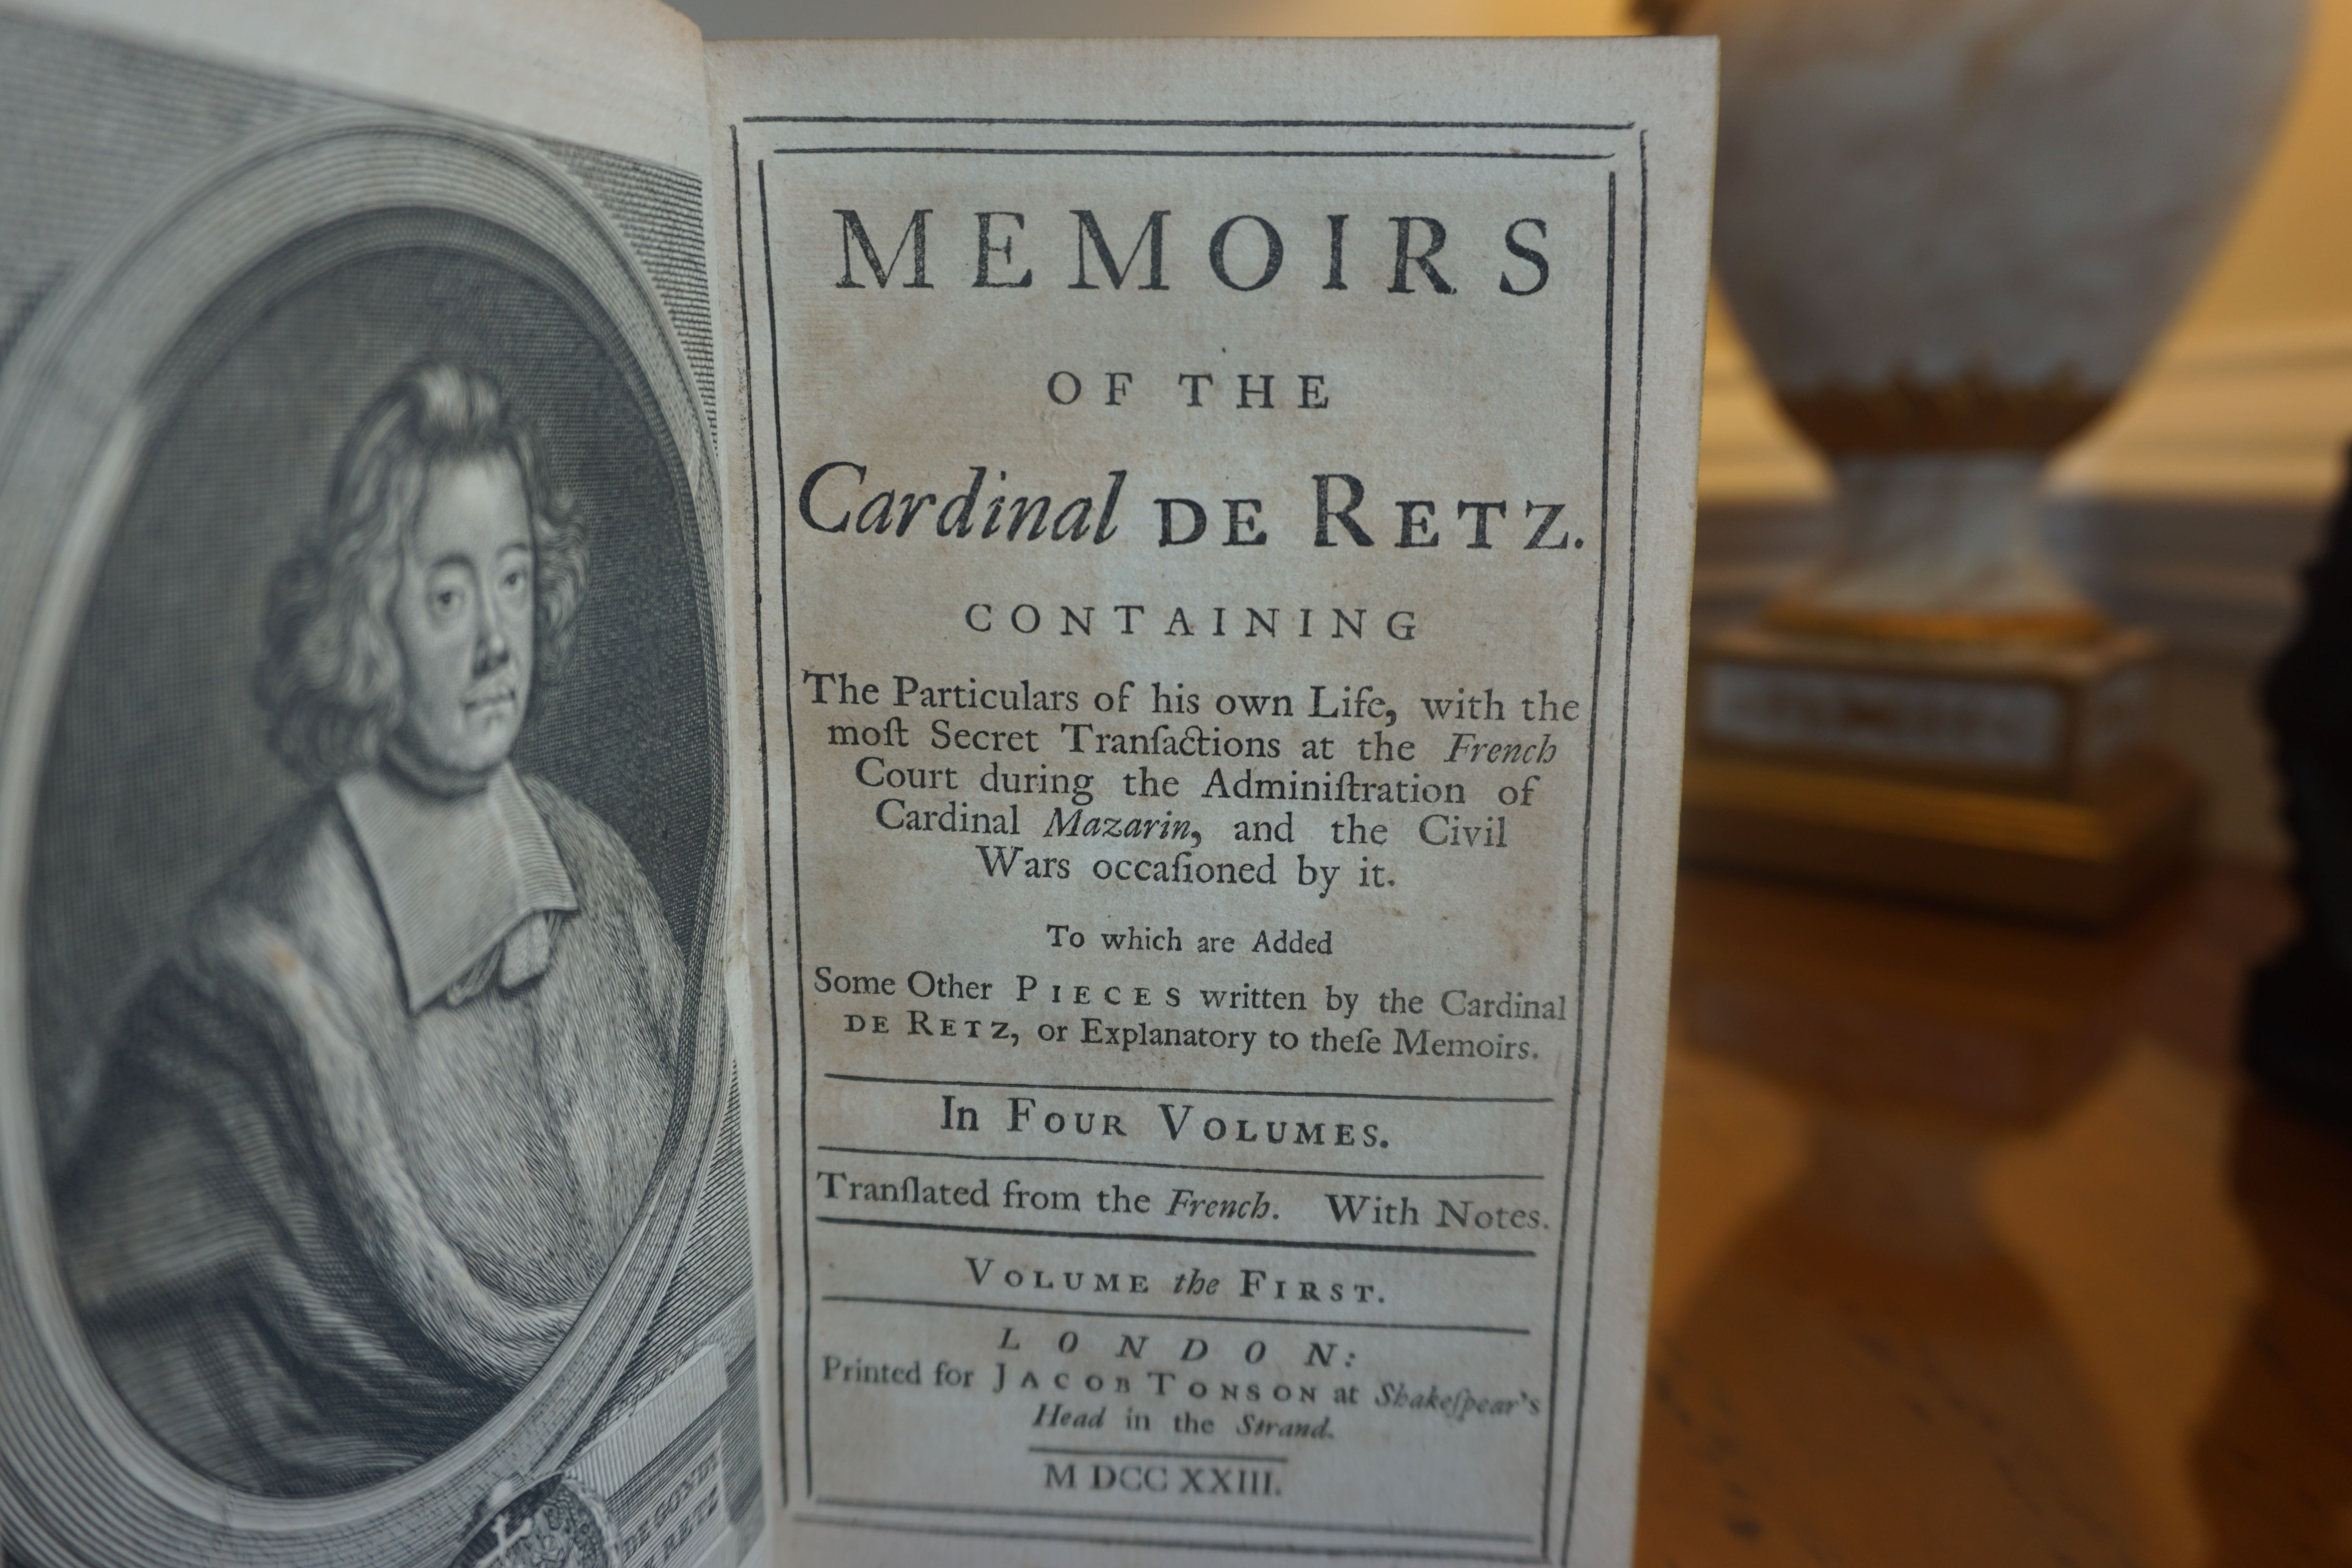 MEMOIRS
OF THE
Cardinal DE RETZ.
CONTAINING
The Particulars of his own Life, with the
moſt Secret Tranſactions at the French
Court during the Adminiſtration of
Cardinal Mazarin, and the Civil
Wars occaſioned by it.
To which are Added
Some Other PIECES written by the Cardinal
DE RETZ, or Explanatory to theſe Memoirs.
In FOUR VOLUMES.
Tranſlated from the French. With Notes.
VOLUME the FIRST.
LONDON:
Printed for JACOB TONSON at Shakeſpear's
Head in the Strand.
M DCC XXIII.
DE GONDY
RETZ